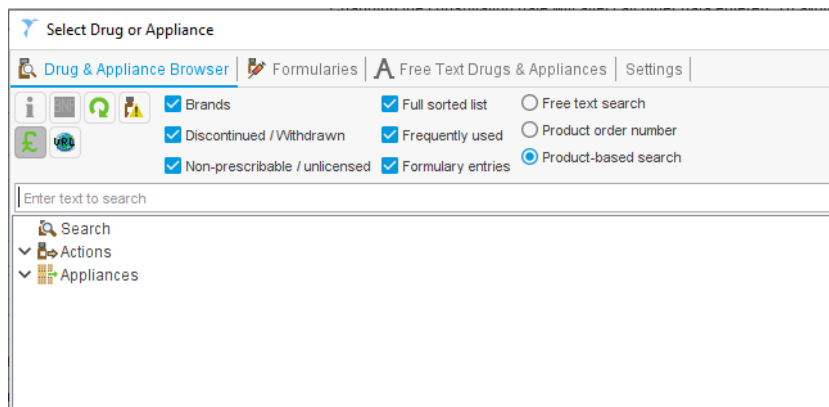 Select Drug or Appliance
Drug & Appliance Browser Formularies A Free Text Drugs & Appliances Settings
i BNF Brands Full sorted list Free text search
£ URL Discontinued / Withdrawn Frequently used Product order number
Non-prescribable / unlicensed Formulary entries Product-based search
Enter text to search
Search
Actions
Appliances